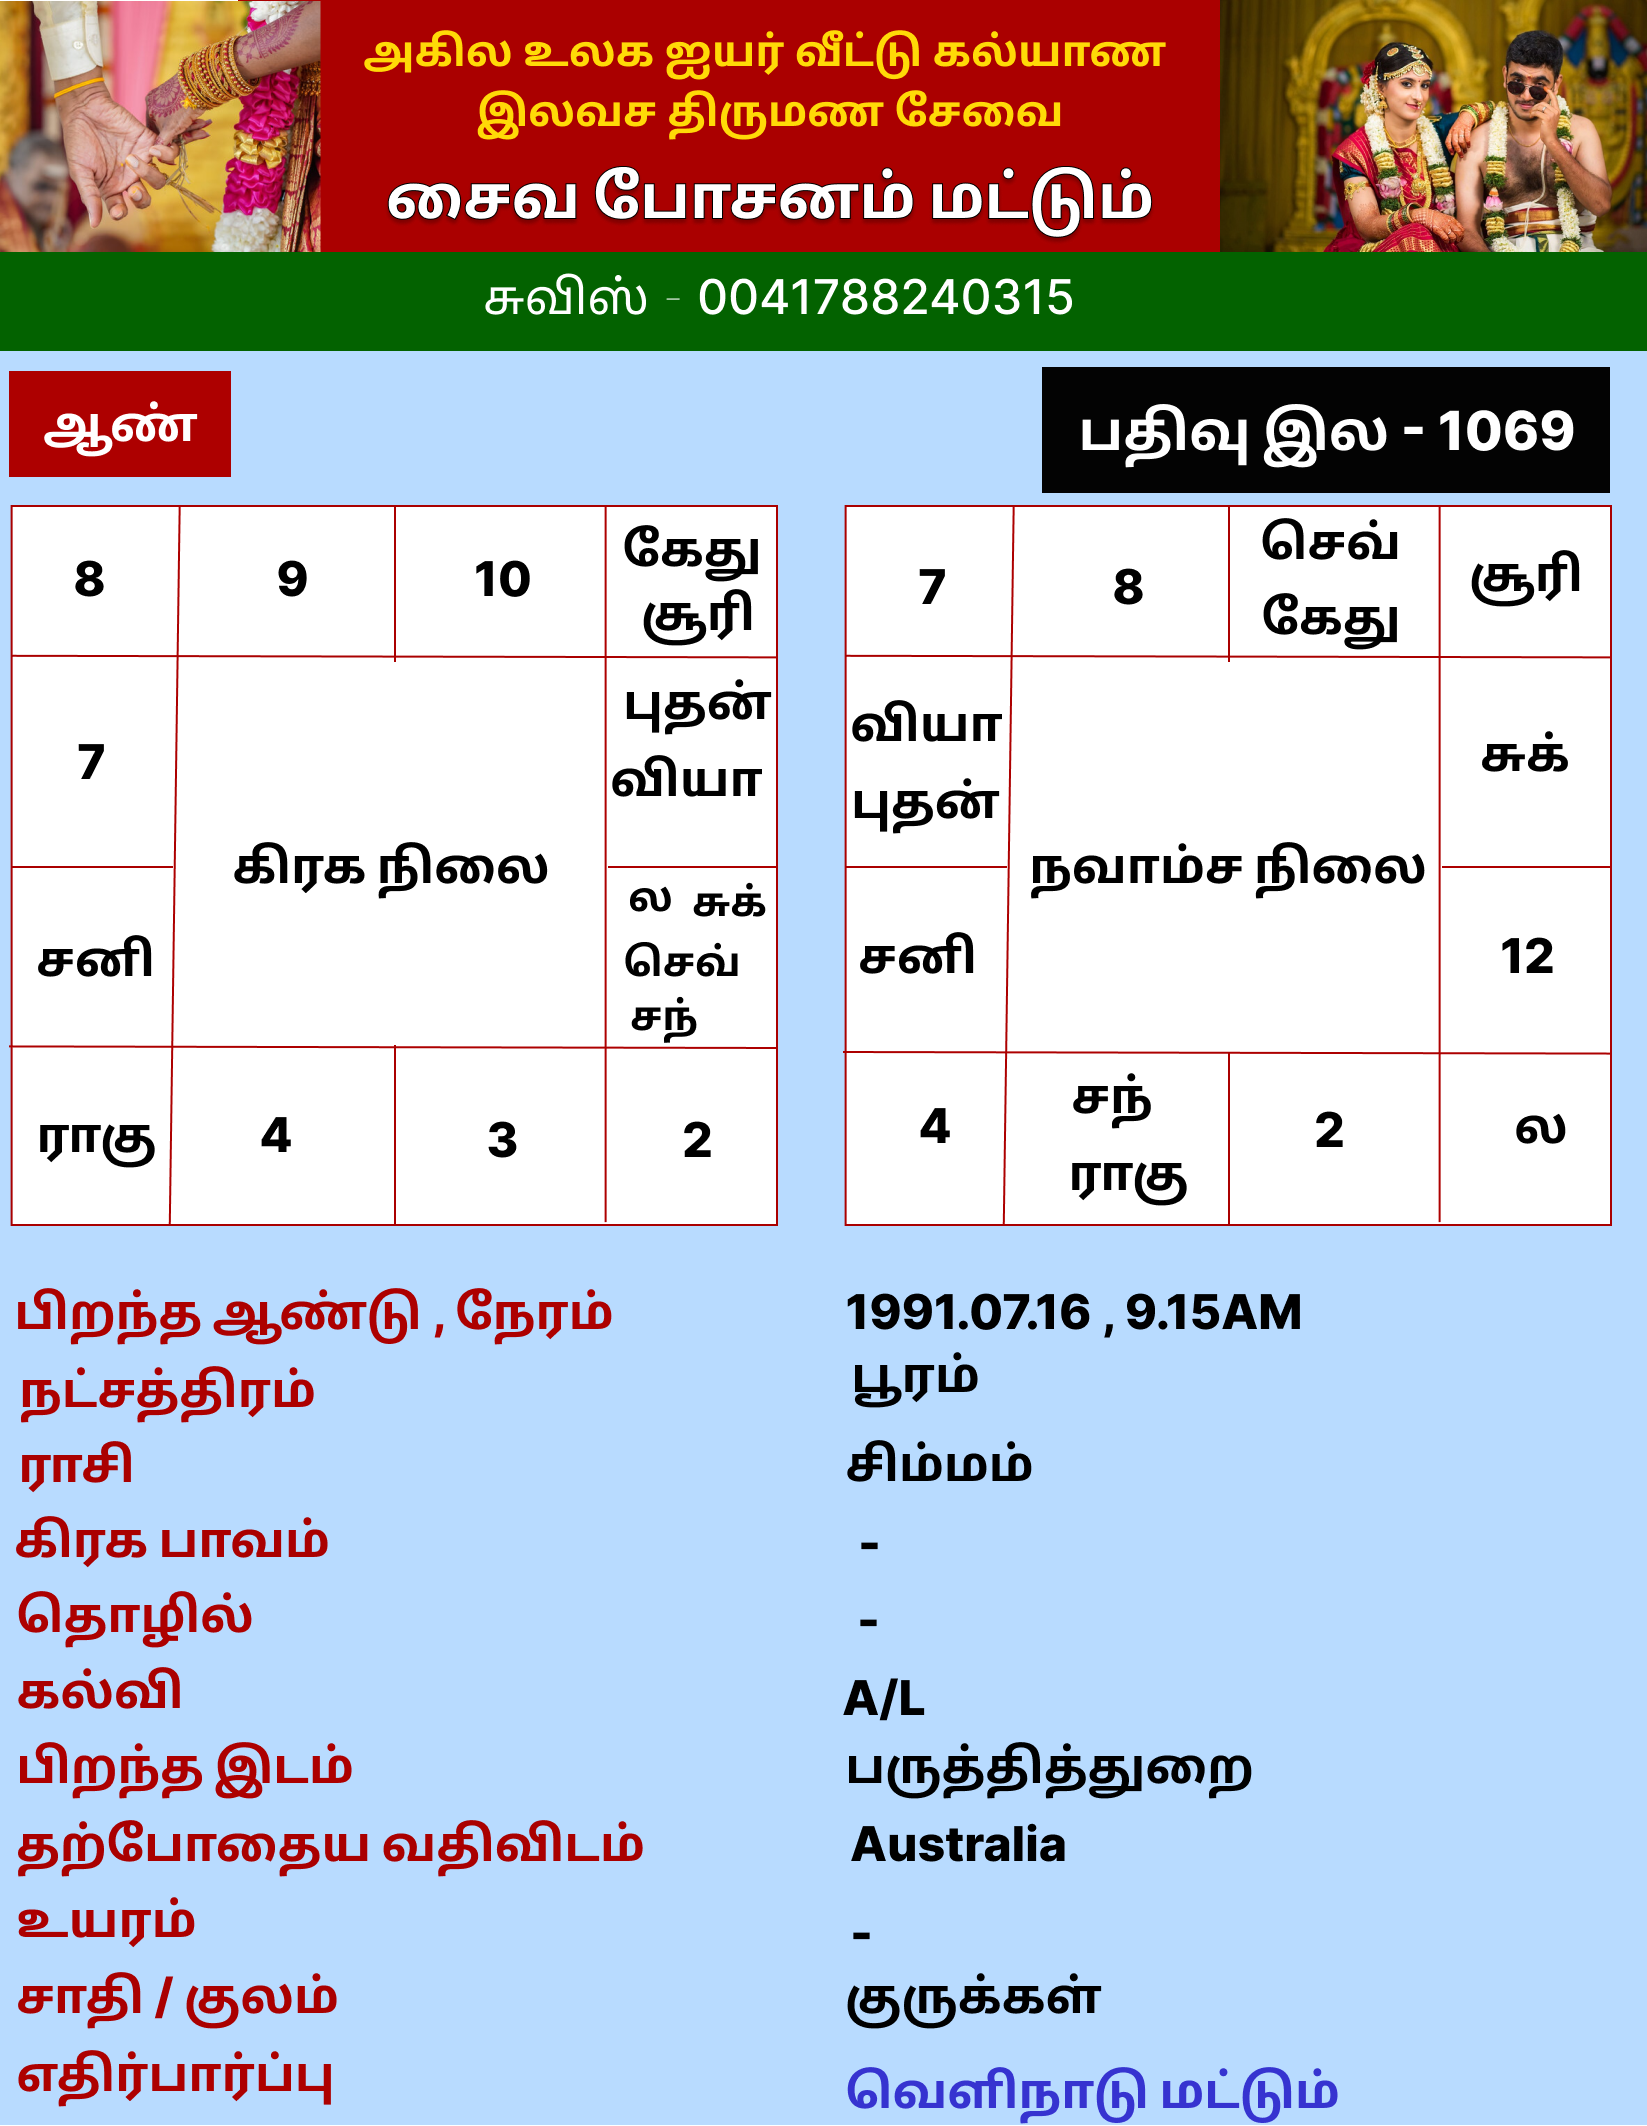 அகில உலக ஐயர் வீட்டு கல்யாண
இலவச திருமண சேவை
சைவ போசனம் மட்டும்
சுவிஸ் - 0041788240315
ஆண்
பதிவு இல - 1069
8
9
10
கேது
சூரி
7
புதன்
வியா
கிரக நிலை
சனி
ல சுக்
செவ்
சந்
ராகு
4
3
2
7
8
செவ்
கேது
சூரி
வியா
புதன்
சுக்
நவாம்ச நிலை
சனி
12
4
சந்
ராகு
2
ல
பிறந்த ஆண்டு , நேரம் 1991.07.16 , 9.15AM
நட்சத்திரம் பூரம்
ராசி சிம்மம்
கிரக பாவம் -
தொழில் -
கல்வி A/L
பிறந்த இடம் பருத்தித்துறை
தற்போதைய வதிவிடம் Australia
உயரம் -
சாதி / குலம் குருக்கள்
எதிர்பார்ப்பு வெளிநாடு மட்டும்